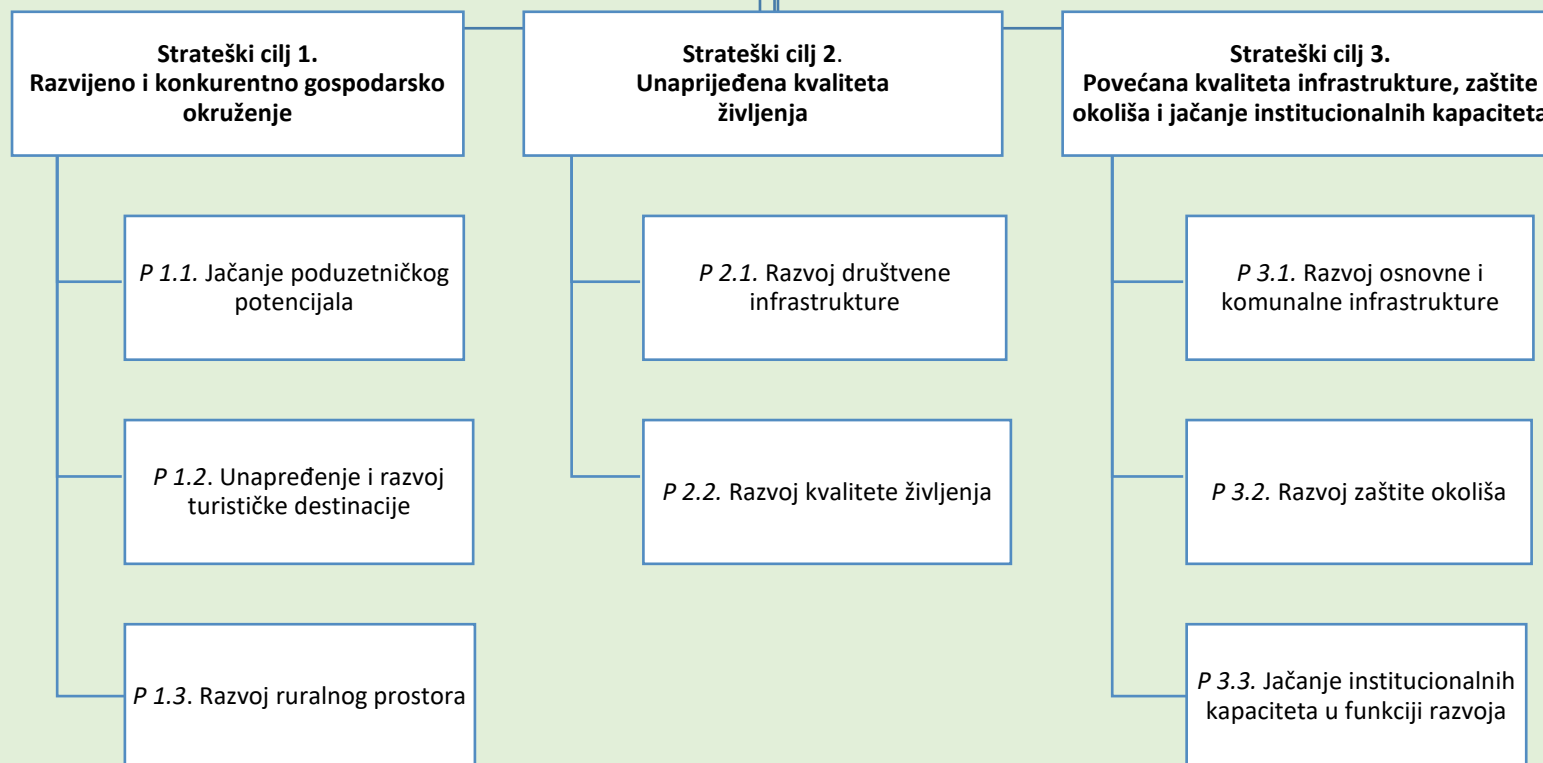 Strateški cilj 1.
Razvijeno i konkurentno gospodarsko
okruženje
Strateški cilj 2.
Unaprijeđena kvaliteta
življenja
Strateški cilj 3.
Povećana kvaliteta infrastrukture, zaštite
okoliša i jačanje institucionalnih kapaciteta
P 1.1. Jačanje poduzetničkog
potencijala
P 2.1. Razvoj društvene
infrastrukture
P 3.1. Razvoj osnovne i
komunalne infrastrukture
P 1.2. Unapređenje i razvoj
turističke destinacije
P 2.2. Razvoj kvalitete življenja
P 3.2. Razvoj zaštite okoliša
P 1.3. Razvoj ruralnog prostora
P 3.3. Jačanje institucionalnih
kapaciteta u funkciji razvoja